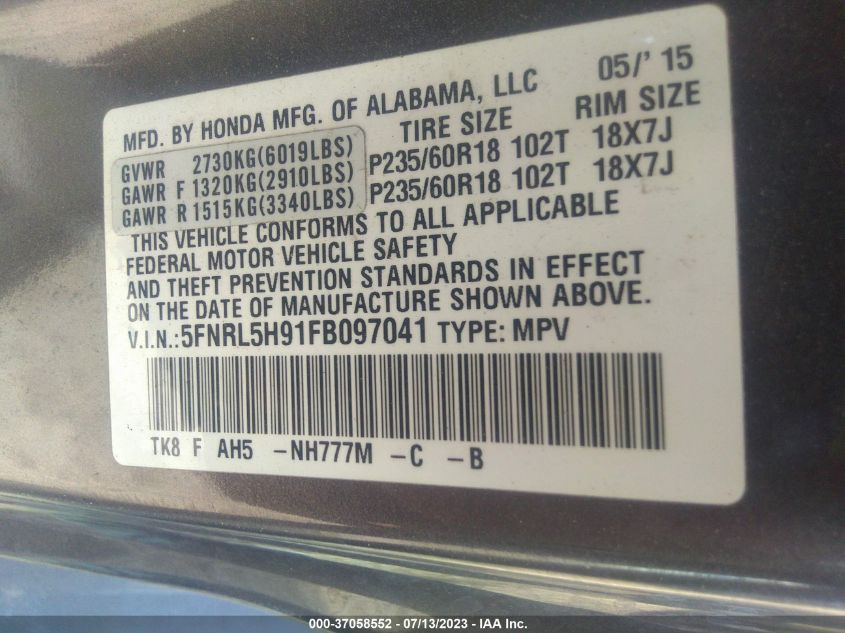 MFD. BY HONDA MFG. OF ALABAMA, LLC 05/' 15
TIRE SIZE RIM SIZE
GVWR 2730KG(6019LBS)
GAWR F 1320KG(2910LBS) P235/60R18 102T 18X7J
GAWR R 1515KG(3340LBS) P235/60R18 102T 18X7J
THIS VEHICLE CONFORMS TO ALL APPLICABLE
FEDERAL MOTOR VEHICLE SAFETY
AND THEFT PREVENTION STANDARDS IN EFFECT
ON THE DATE OF MANUFACTURE SHOWN ABOVE.
V.I.N.:5FNRL5H91FB097041 TYPE: MPV
TK8 F AH5 -NH777M -C -B
000-37058552 - 07/13/2023 - IAA Inc.